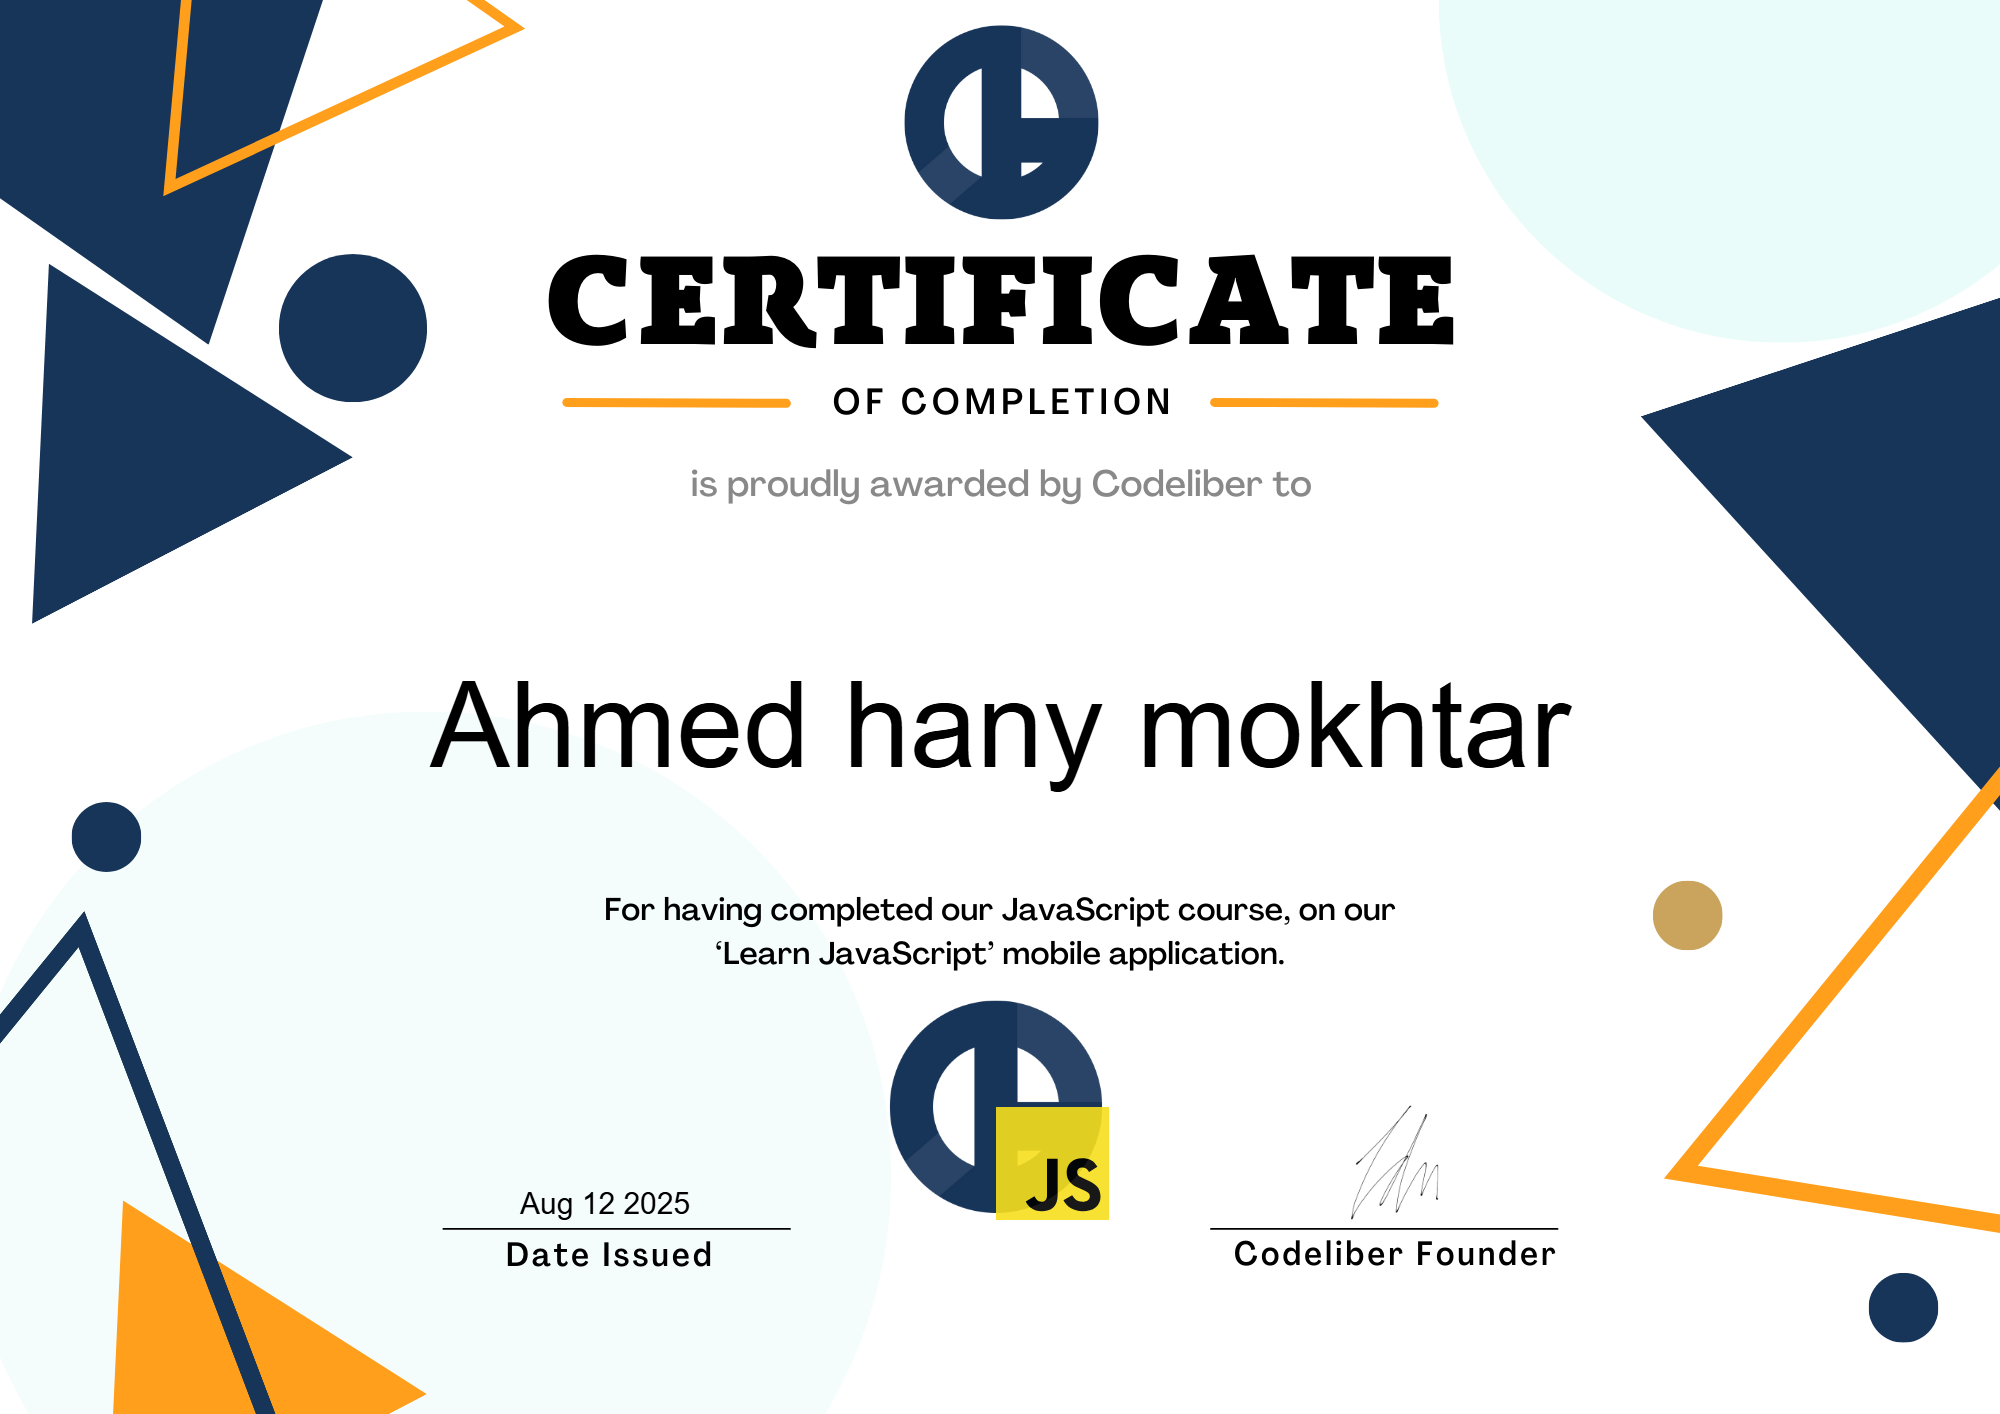 CERTIFICATE
OF COMPLETION
is proudly awarded by Codeliber to
Ahmed hany mokhtar
For having completed our JavaScript course, on our
‘Learn JavaScript’ mobile application.
JS
Aug 12 2025
Date Issued
Codeliber Founder